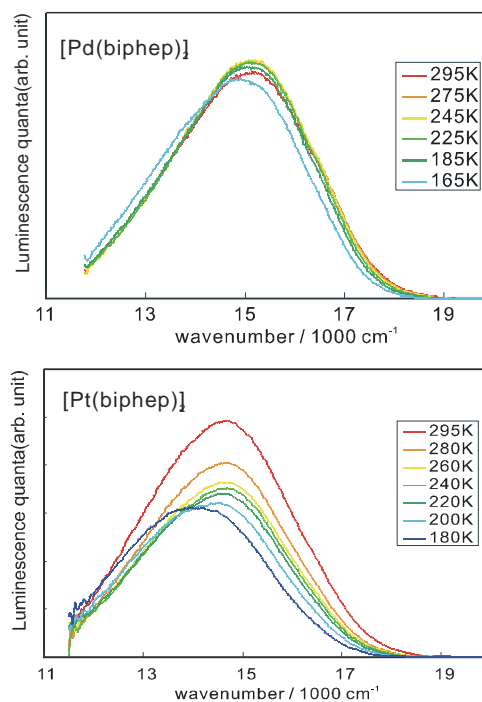 [Pd(biphep)₂]
295K
275K
245K
225K
185K
165K
Luminescence quanta(arb. unit)
11 13 15 17 19
wavenumber / 1000 cm⁻¹
[Pt(biphep)₂]
295K
280K
260K
240K
220K
200K
180K
Luminescence quanta(arb. unit)
11 13 15 17 19
wavenumber / 1000 cm⁻¹